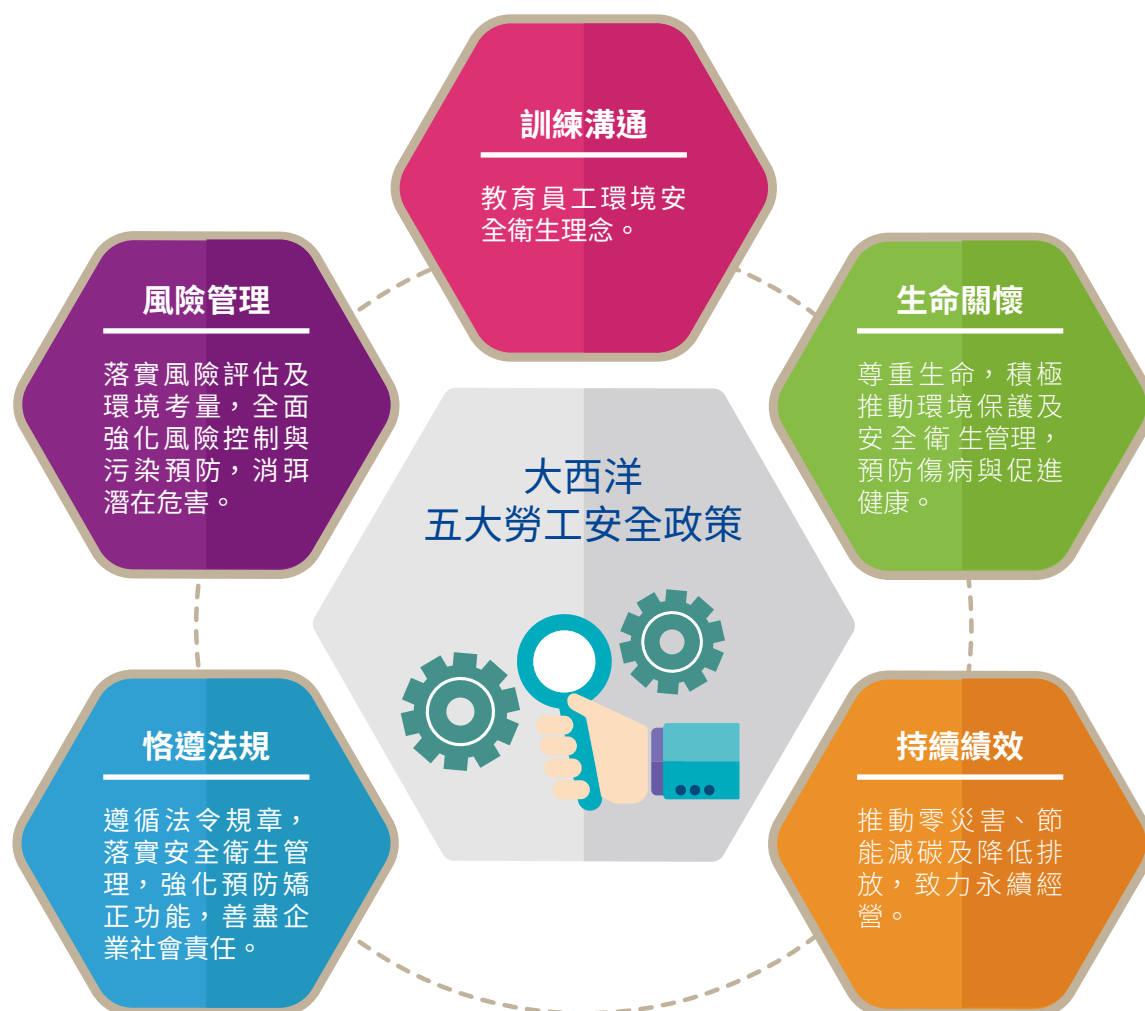 訓練溝通
教育員工環境安
全衛生理念。
風險管理
落實風險評估及
環境考量，全面
強化風險控制與
污染預防，消弭
潛在危害。
生命關懷
尊重生命，積極
推動環境保護及
安全衛生管理，
預防傷病與促進
健康。
大西洋
五大勞工安全政策
恪遵法規
遵循法令規章，
落實安全衛生管
理，強化預防矯
正功能，善盡企
業社會責任。
持續績效
推動零災害、節
能減碳及降低排
放，致力永續經
營。